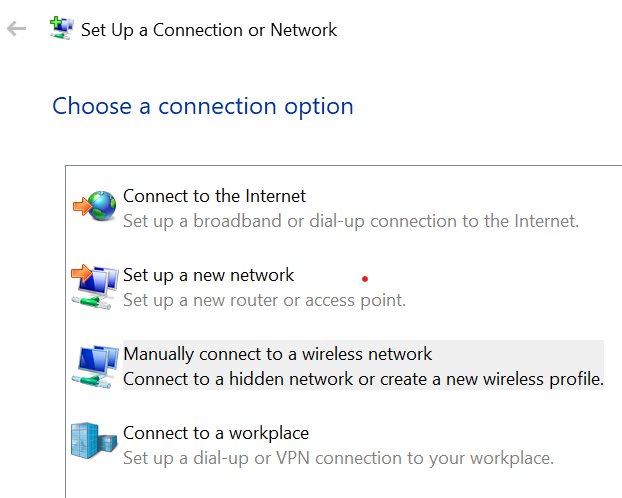 Set Up a Connection or Network
Choose a connection option
Connect to the Internet
Set up a broadband or dial-up connection to the Internet.
Set up a new network
Set up a new router or access point.
Manually connect to a wireless network
Connect to a hidden network or create a new wireless profile.
Connect to a workplace
Set up a dial-up or VPN connection to your workplace.